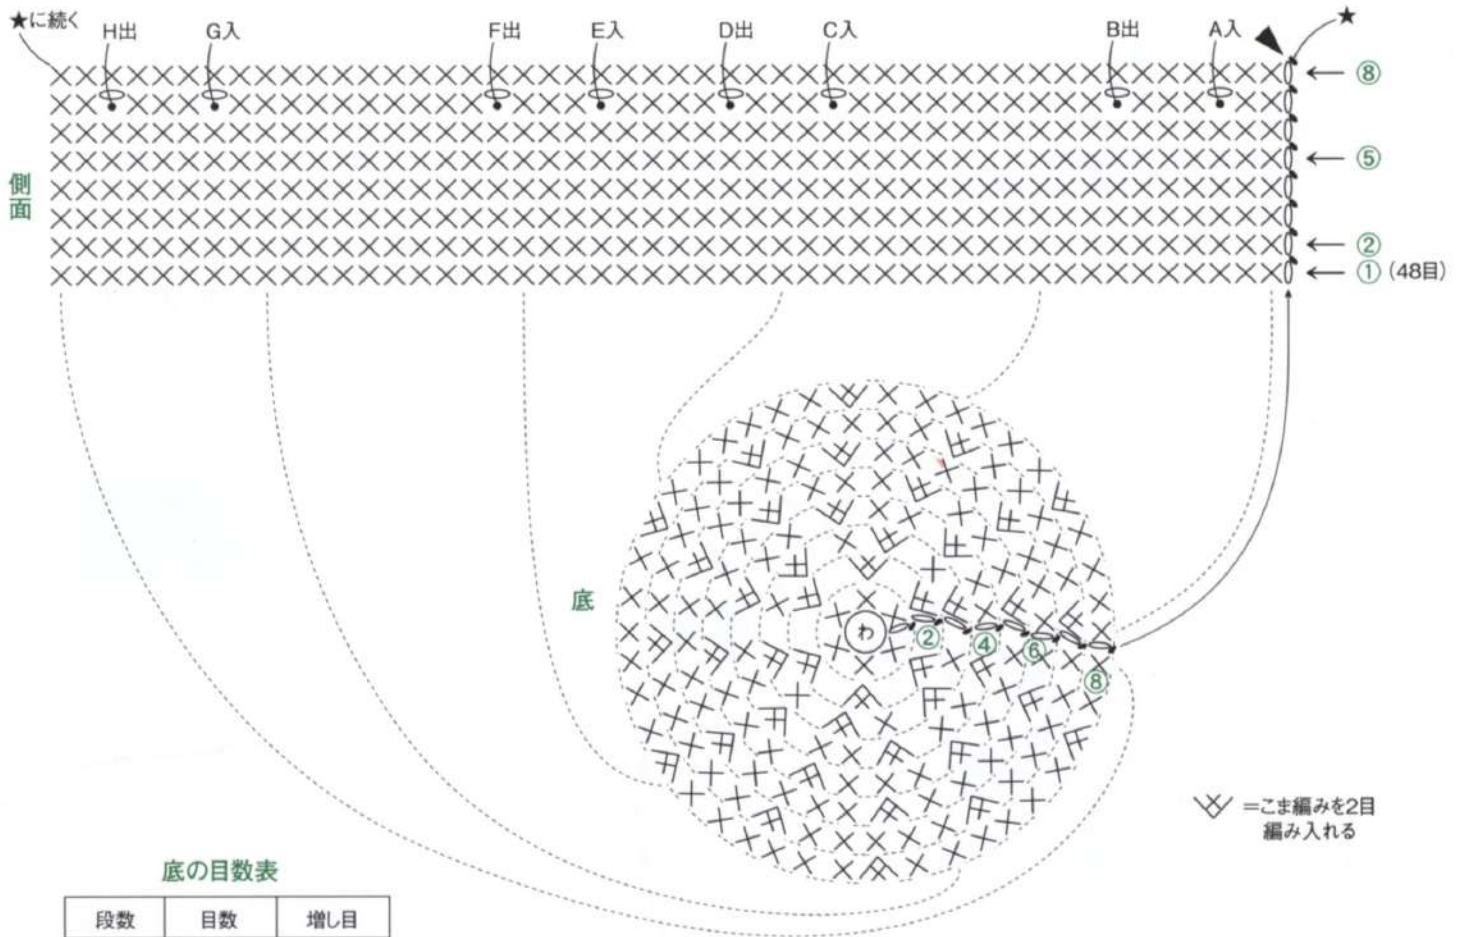 ★に続く
H出
G入
F出
E入
D出
C入
B出
A入
★
⑧
⑤
②
①(48目)
側面
底
わ
②
④
⑥
⑧
=こま編みを2目
編み入れる
底の目数表
段数 目数 増し目